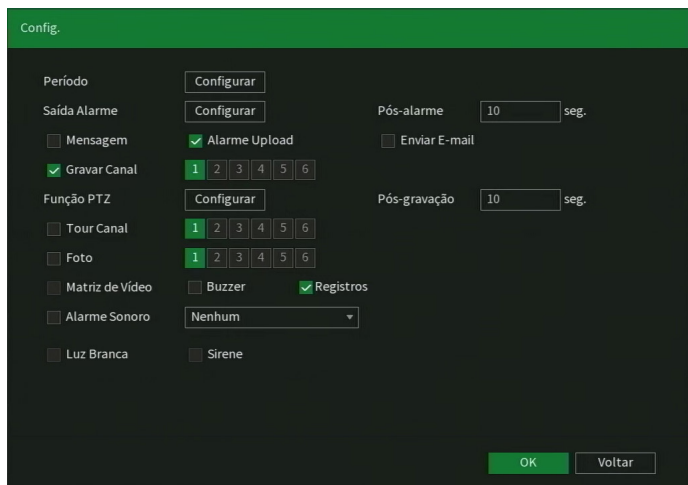 Config.
Período Configurar
Saída Alarme Configurar Pós-alarme 10 seg.
Mensagem Alarme Upload Enviar E-mail
Gravar Canal 1 2 3 4 5 6
Função PTZ Configurar Pós-gravação 10 seg.
Tour Canal 1 2 3 4 5 6
Foto 1 2 3 4 5 6
Matriz de Vídeo Buzzer Registros
Alarme Sonoro Nenhum
Luz Branca Sirene
OK Voltar